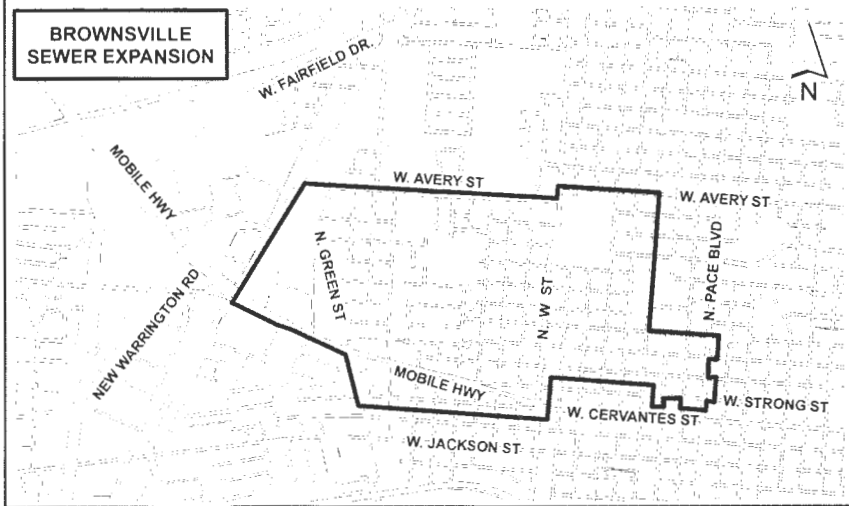 BROWNSVILLE
SEWER EXPANSION
W. FAIRFIELD DR.
N
MOBILE HWY
W. AVERY ST
W. AVERY ST
N. GREEN ST
N. PACE BLVD
NEW WARRINGTON RD
N. W ST
MOBILE HWY
W. STRONG ST
W. CERVANTES ST
W. JACKSON ST